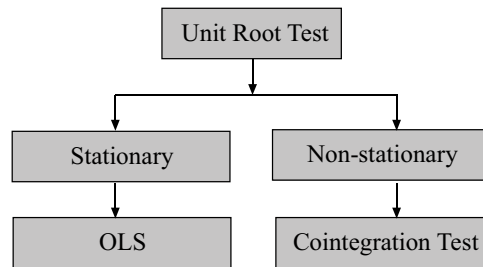 Unit Root Test
Stationary
Non-stationary
OLS
Cointegration Test